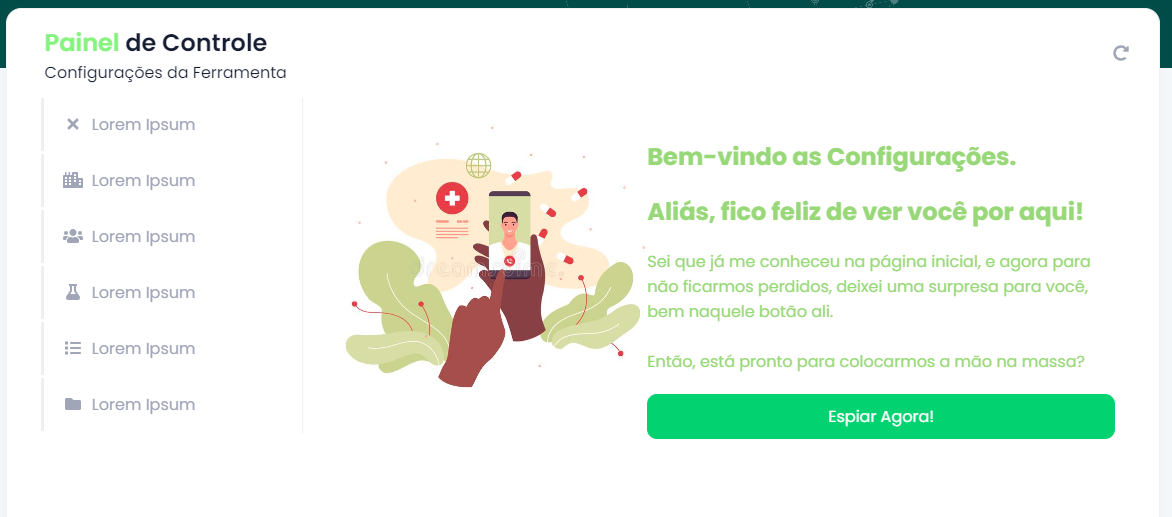 Painel de Controle
Configurações da Ferramenta
Lorem Ipsum
Lorem Ipsum
Lorem Ipsum
Lorem Ipsum
Lorem Ipsum
Lorem Ipsum
Bem-vindo as Configurações.
Aliás, fico feliz de ver você por aqui!
Sei que já me conheceu na página inicial, e agora para
não ficarmos perdidos, deixei uma surpresa para você,
bem naquele botão ali.
Então, está pronto para colocarmos a mão na massa?
Espiar Agora!